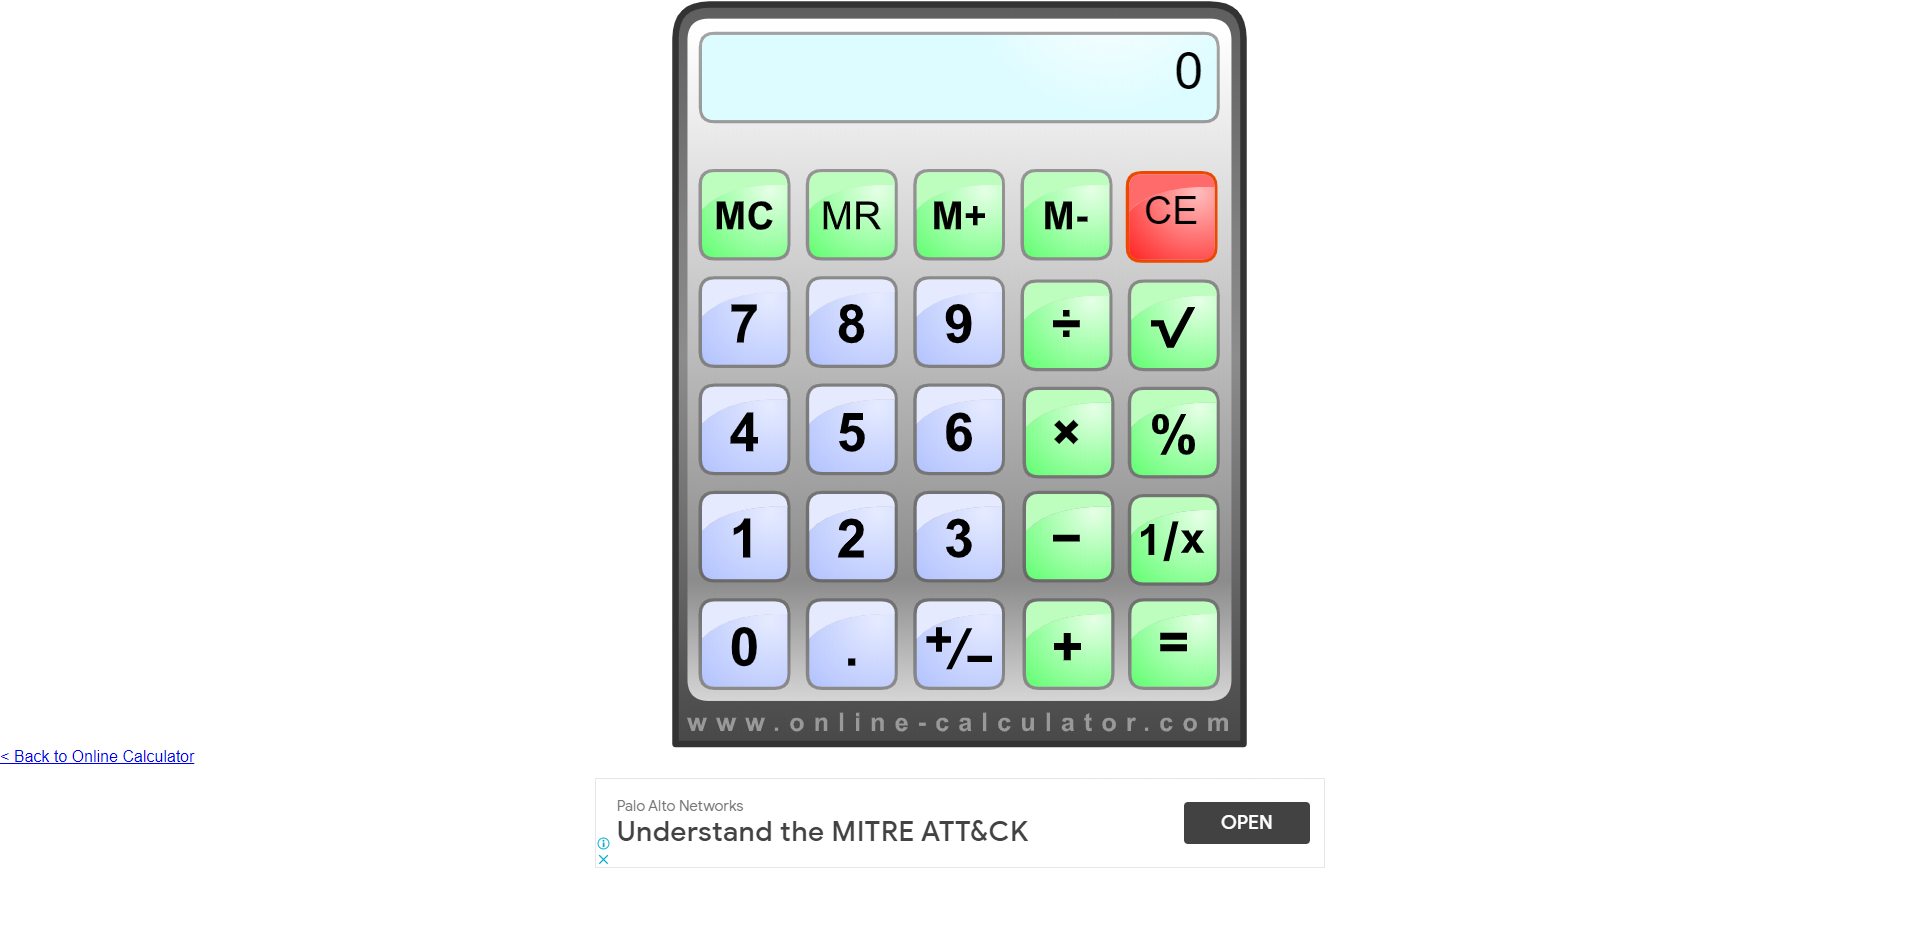 0
MC MR M+ M- CE
7 8 9 ÷ √
4 5 6 × %
1 2 3 − 1/x
0 . +/− + =
www.online-calculator.com
< Back to Online Calculator
Palo Alto Networks
Understand the MITRE ATT&CK
OPEN